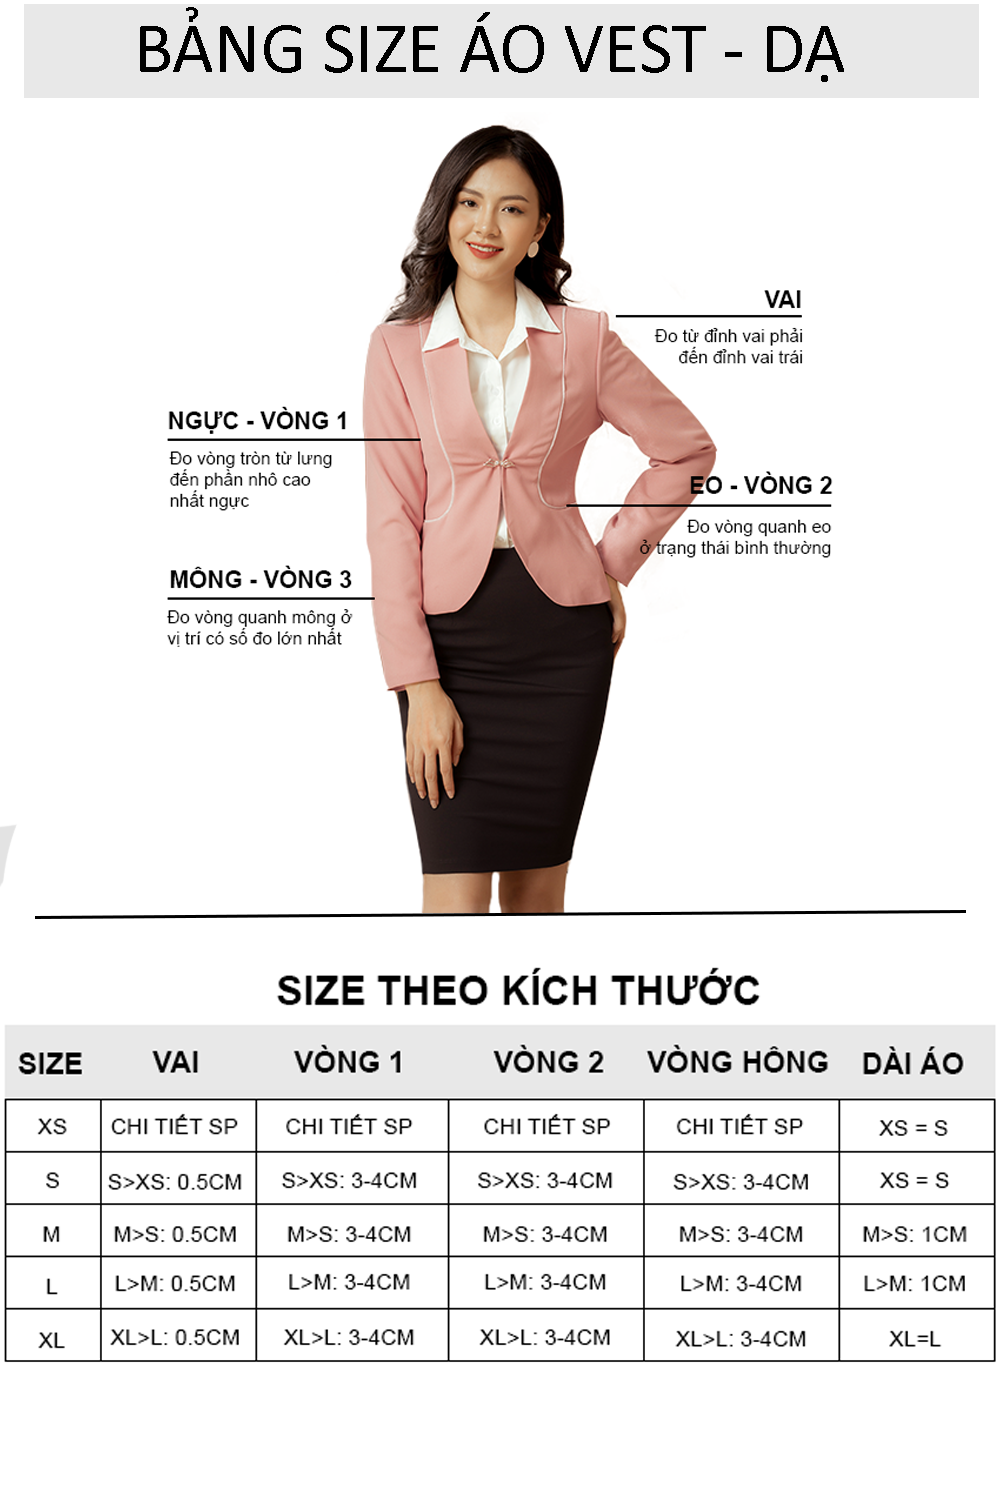 BẢNG SIZE ÁO VEST - DẠ
VAI
Đo từ đỉnh vai phải
đến đỉnh vai trái
NGỰC - VÒNG 1
Đo vòng tròn từ lưng
đến phần nhô cao
nhất ngực
EO - VÒNG 2
Đo vòng quanh eo
ở trạng thái bình thường
MÔNG - VÒNG 3
Đo vòng quanh mông ở
vị trí có số đo lớn nhất
SIZE THEO KÍCH THƯỚC
SIZE VAI VÒNG 1 VÒNG 2 VÒNG HÔNG DÀI ÁO
XS CHI TIẾT SP CHI TIẾT SP CHI TIẾT SP CHI TIẾT SP XS = S
S S>XS: 0.5CM S>XS: 3-4CM S>XS: 3-4CM S>XS: 3-4CM XS = S
M M>S: 0.5CM M>S: 3-4CM M>S: 3-4CM M>S: 3-4CM M>S: 1CM
L L>M: 0.5CM L>M: 3-4CM L>M: 3-4CM L>M: 3-4CM L>M: 1CM
XL XL>L: 0.5CM XL>L: 3-4CM XL>L: 3-4CM XL>L: 3-4CM XL=L